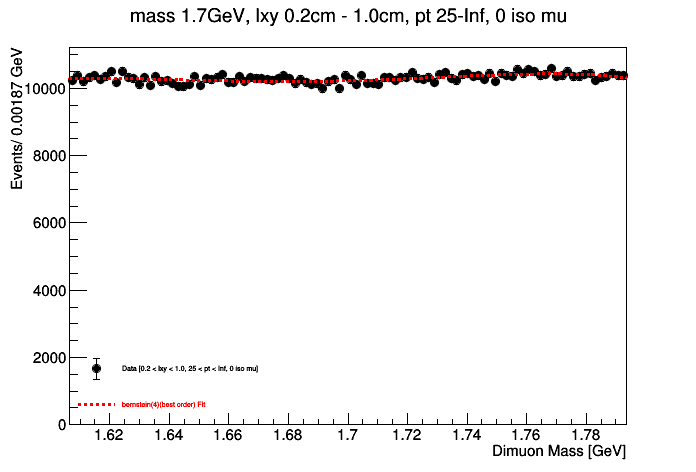 mass 1.7GeV, lxy 0.2cm - 1.0cm, pt 25-Inf, 0 iso mu
Events/ 0.00187 GeV
10000
8000
6000
4000
2000
0
Data [0.2 < lxy < 1.0, 25 < pt < Inf, 0 iso mu]
bernstein(4)(best order) Fit
1.62 1.64 1.66 1.68 1.7 1.72 1.74 1.76 1.78
Dimuon Mass [GeV]